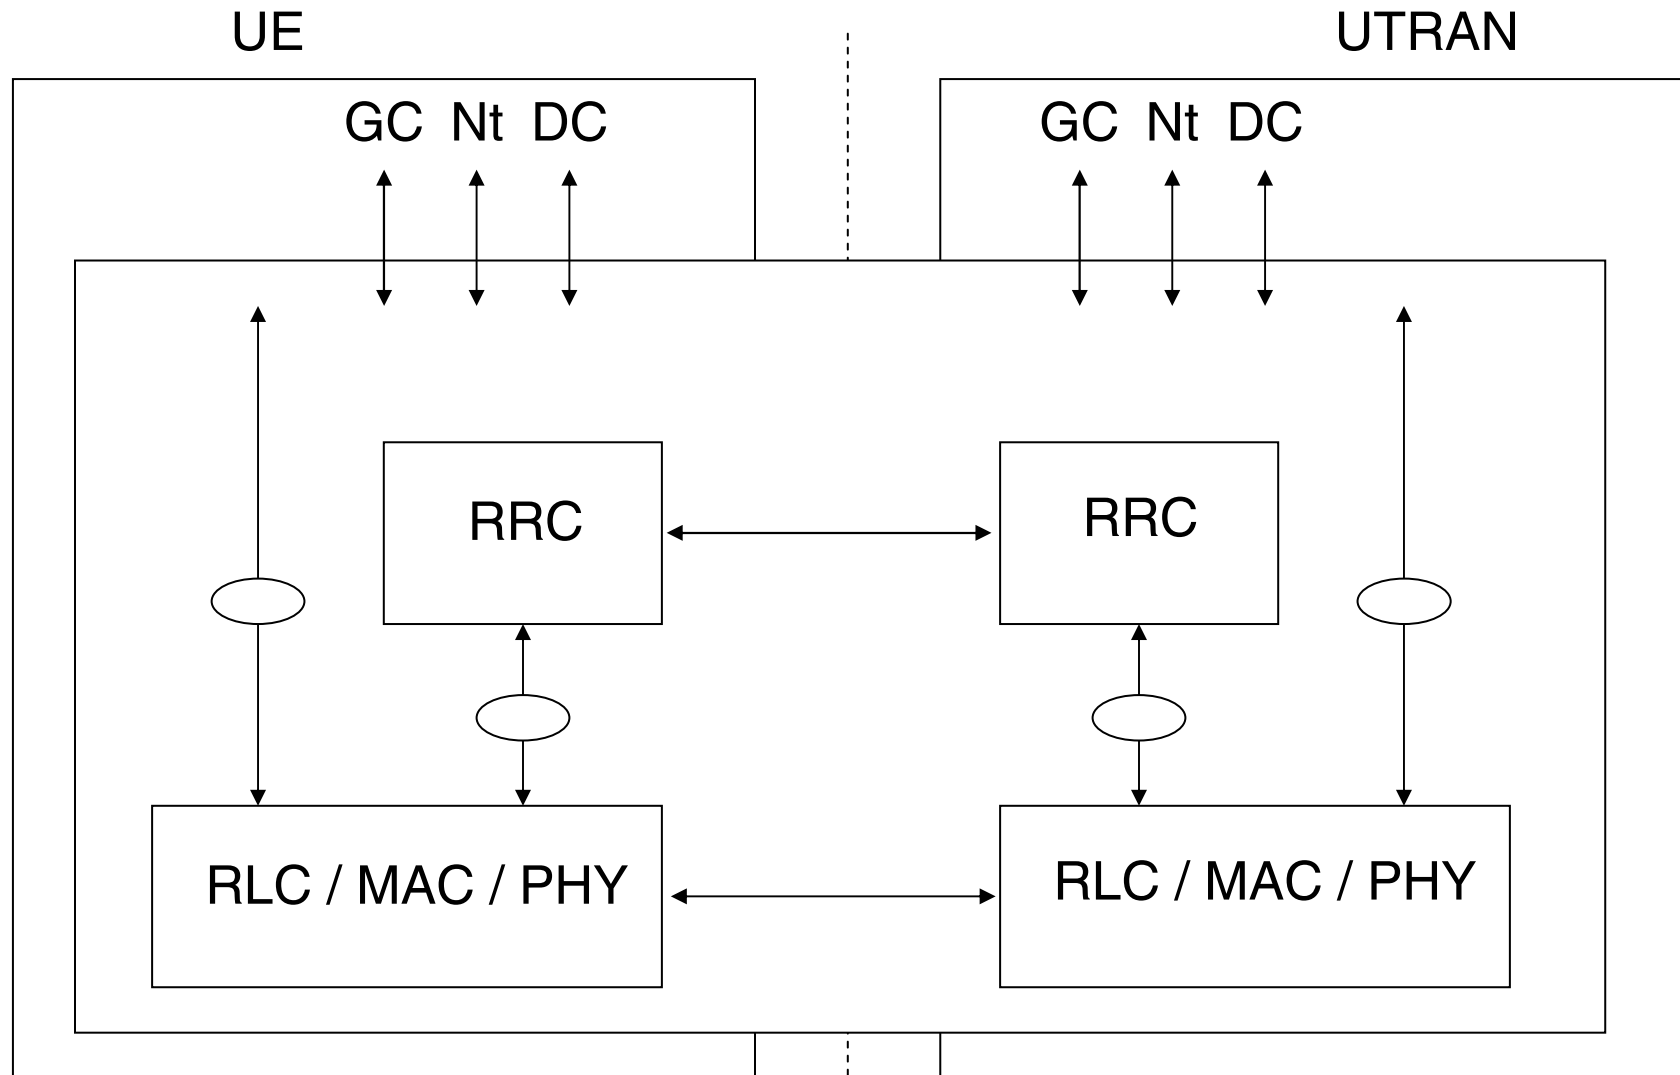 UE
UTRAN
GC Nt DC
GC Nt DC
RRC
RRC
RLC / MAC / PHY
RLC / MAC / PHY